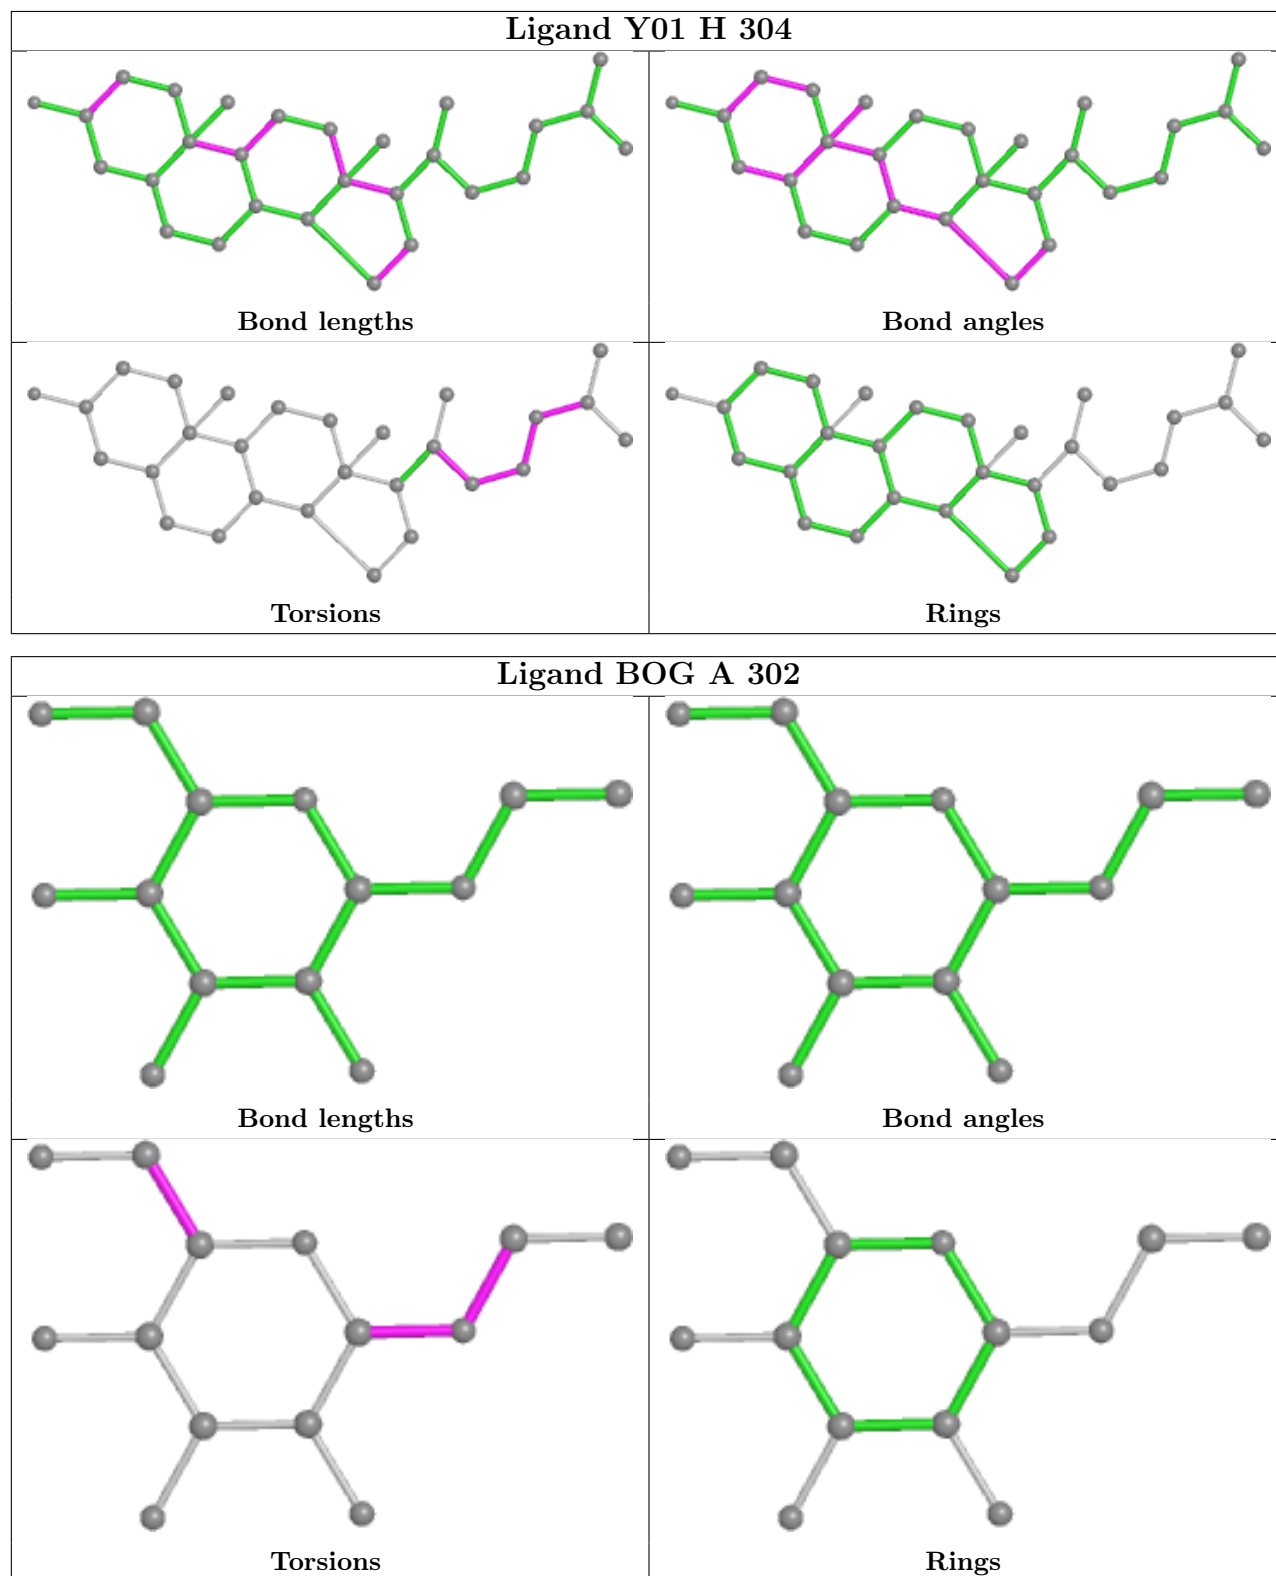 Ligand Y01 H 304
Bond lengths
Bond angles
Torsions
Rings
Ligand BOG A 302
Bond lengths
Bond angles
Torsions
Rings